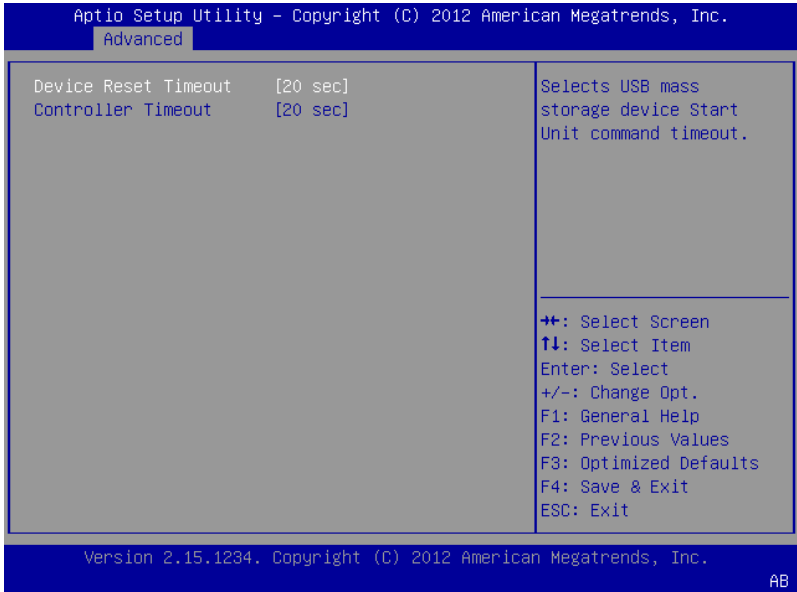 Aptio Setup Utility – Copyright (C) 2012 American Megatrends, Inc.
Advanced
Device Reset Timeout [20 sec]
Controller Timeout [20 sec]
Selects USB mass
storage device Start
Unit command timeout.
→←: Select Screen
↑↓: Select Item
Enter: Select
+/-: Change Opt.
F1: General Help
F2: Previous Values
F3: Optimized Defaults
F4: Save & Exit
ESC: Exit
Version 2.15.1234. Copyright (C) 2012 American Megatrends, Inc.
AB